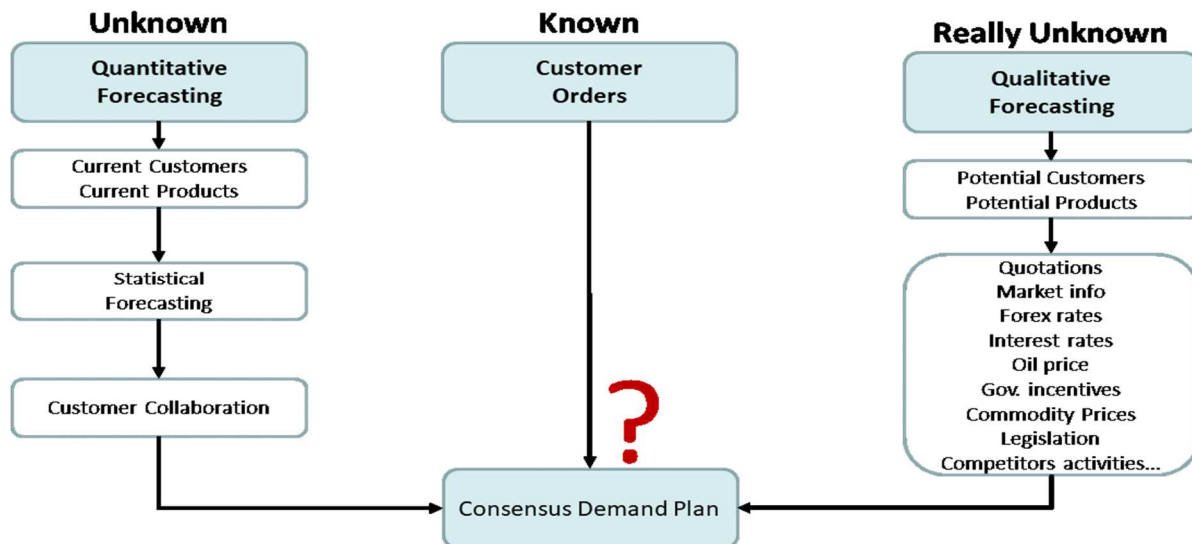 Unknown
Quantitative
Forecasting
Current Customers
Current Products
Statistical
Forecasting
Customer Collaboration
Known
Customer
Orders
?
Consensus Demand Plan
Really Unknown
Qualitative
Forecasting
Potential Customers
Potential Products
Quotations
Market info
Forex rates
Interest rates
Oil price
Gov. incentives
Commodity Prices
Legislation
Competitors activities...